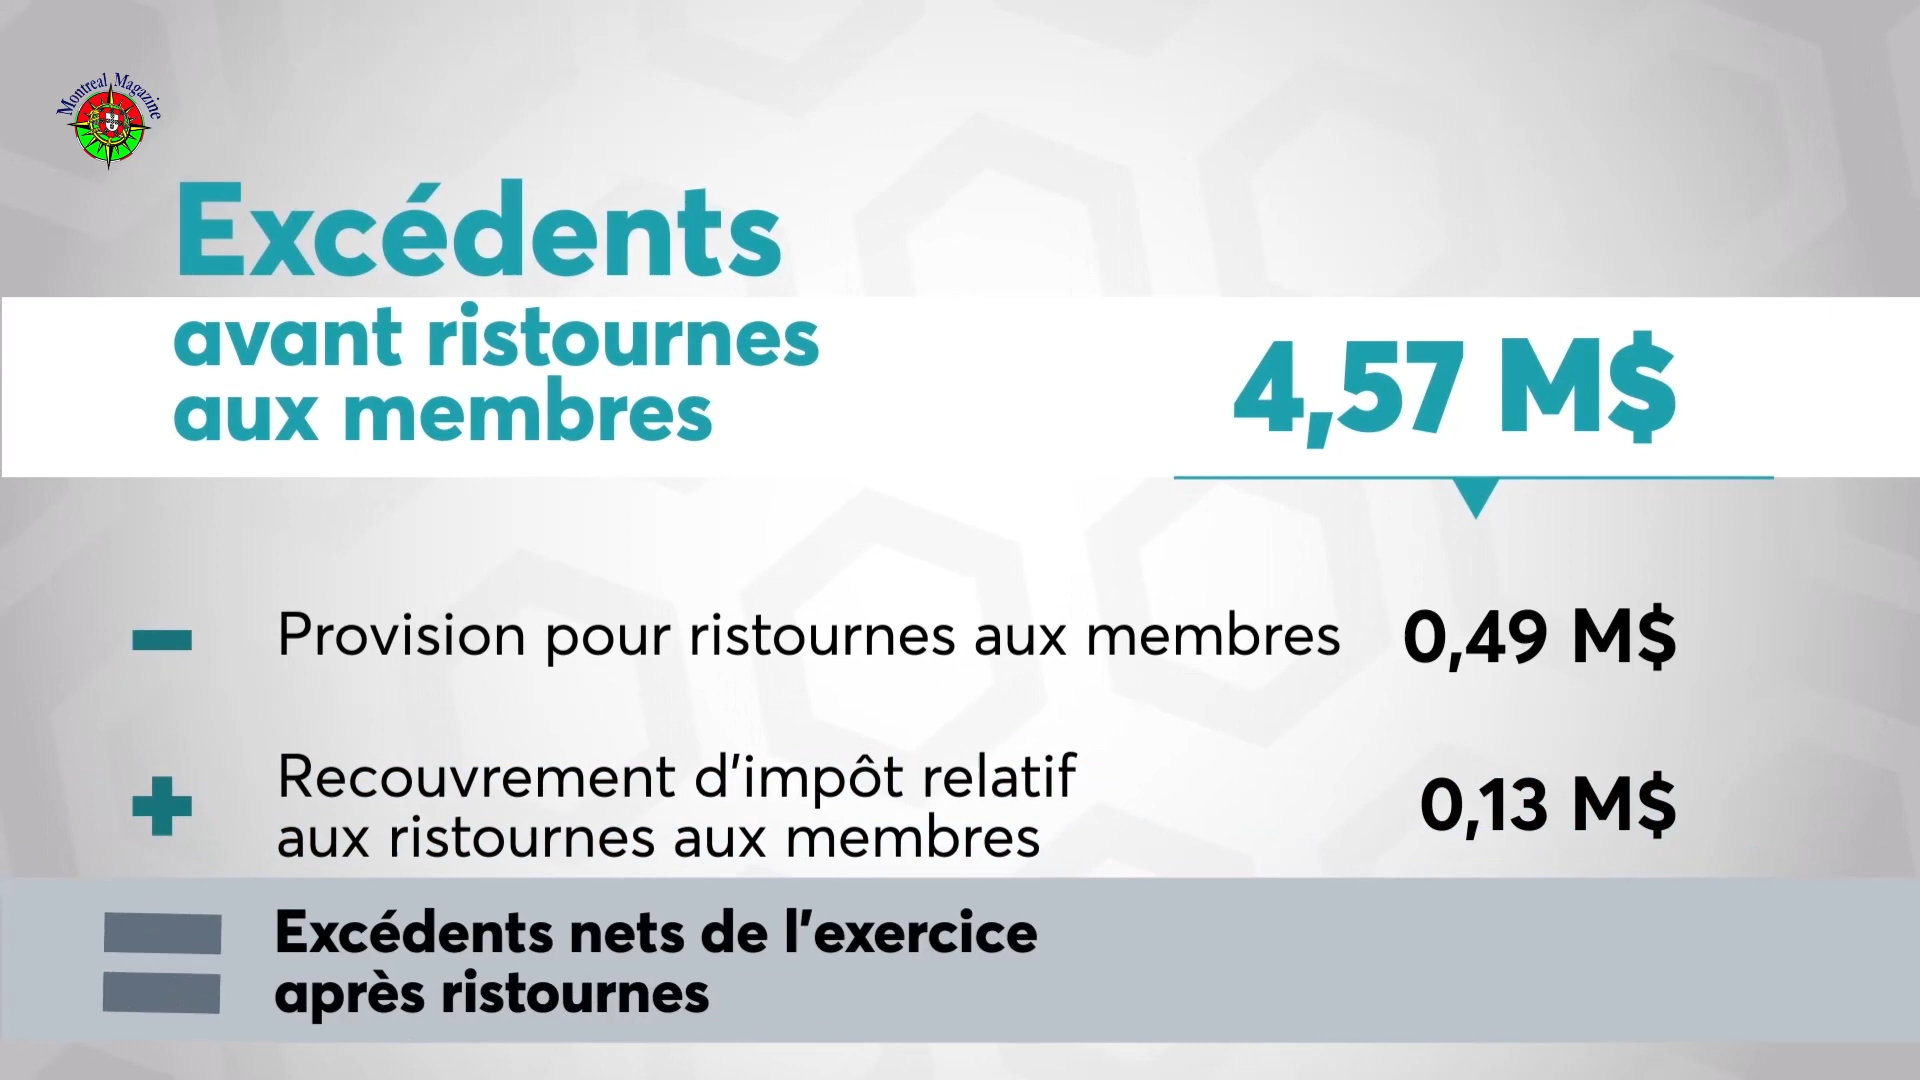 Montreal Magazine
Excédents
avant ristournes
aux membres
4,57 M$
Provision pour ristournes aux membres 0,49 M$
Recouvrement d’impôt relatif
aux ristournes aux membres
0,13 M$
Excédents nets de l’exercice
après ristournes